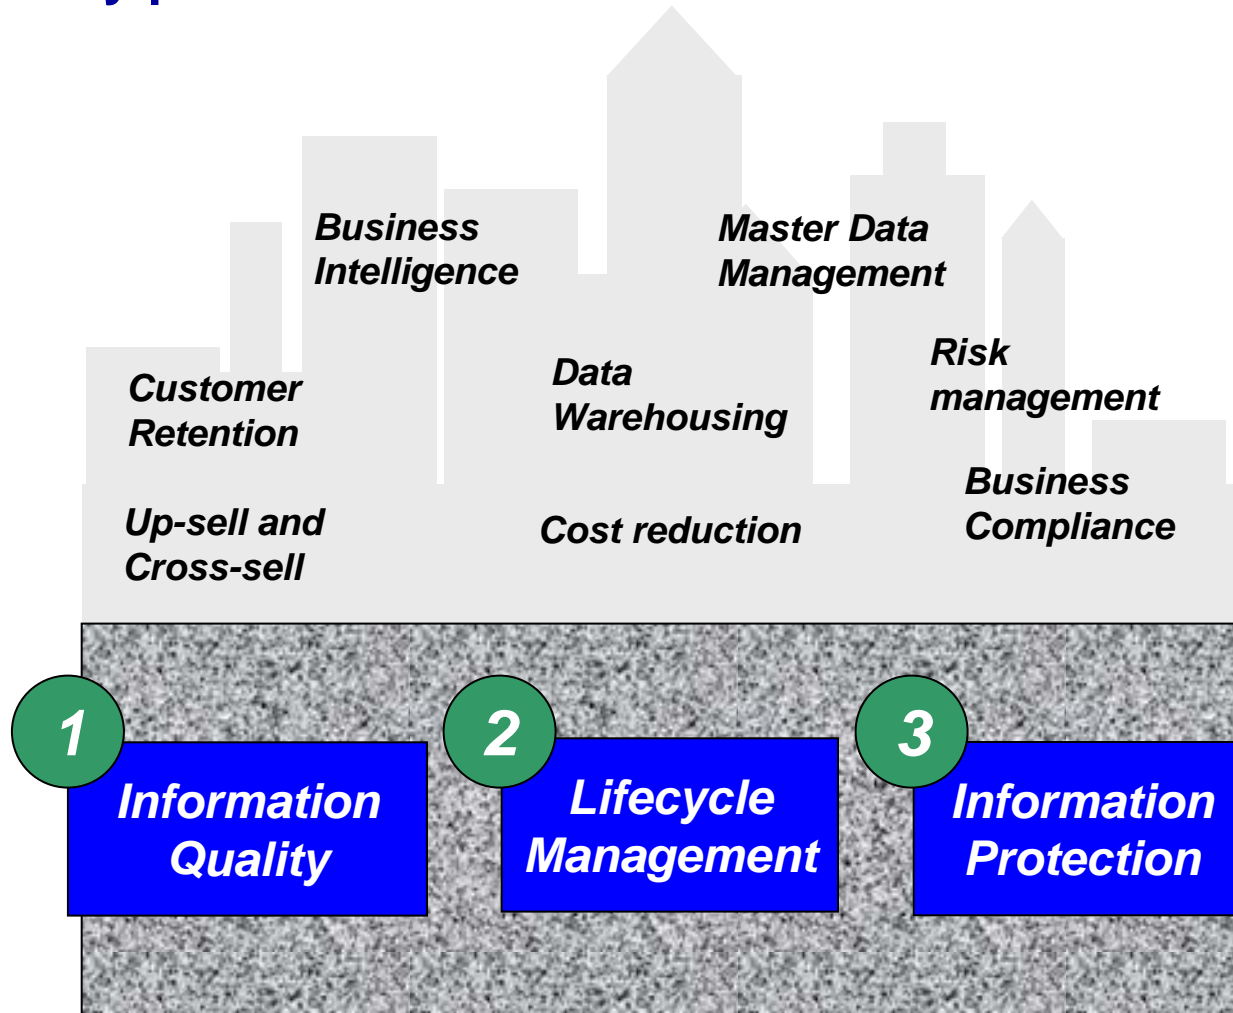 Business
Intelligence
Master Data
Management
Customer
Retention
Data
Warehousing
Risk
management
Up-sell and
Cross-sell
Cost reduction
Business
Compliance
1
Information
Quality
2
Lifecycle
Management
3
Information
Protection